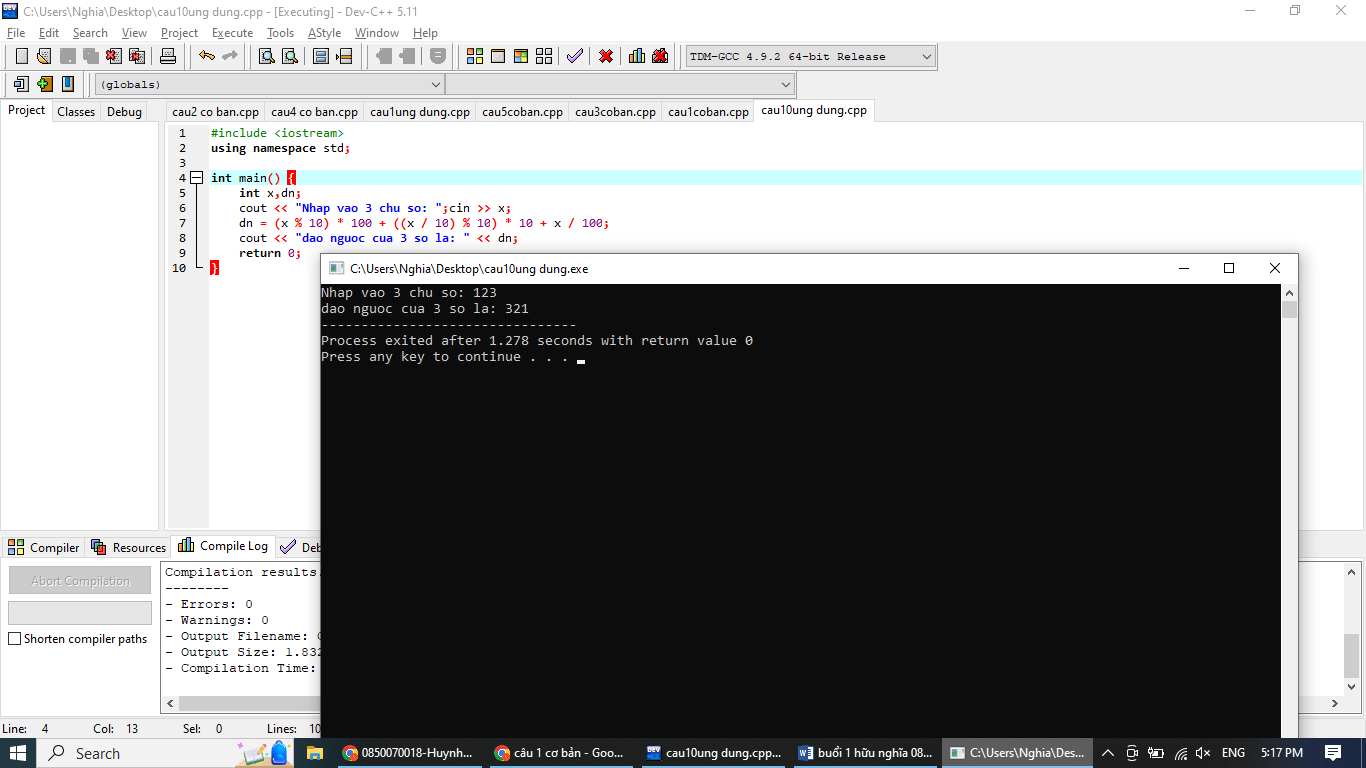 C:\Users\Nghia\Desktop\cau10ung dung.cpp - [Executing] - Dev-C++ 5.11
File Edit Search View Project Execute Tools AStyle Window Help
TDM-GCC 4.9.2 64-bit Release
(globals)
Project Classes Debug
cau2 co ban.cpp cau4 co ban.cpp cau1ung dung.cpp cau5coban.cpp cau3coban.cpp cau1coban.cpp cau10ung dung.cpp
1 #include <iostream>
2 using namespace std;
3
4 int main() {
5 int x,dn;
6 cout << "Nhap vao 3 chu so: ";cin >> x;
7 dn = (x % 10) * 100 + ((x / 10) % 10) * 10 + x / 100;
8 cout << "dao nguoc cua 3 so la: " << dn;
9 return 0;
10 }
C:\Users\Nghia\Desktop\cau10ung dung.exe
Nhap vao 3 chu so: 123
dao nguoc cua 3 so la: 321
--------------------------------
Process exited after 1.278 seconds with return value 0
Press any key to continue . . .
Compiler Resources Compile Log Deb
Abort Compilation
Shorten compiler paths
Compilation results.
--------
- Errors: 0
- Warnings: 0
- Output Filename: C
- Output Size: 1.832
- Compilation Time:
Line: 4 Col: 13 Sel: 0 Lines: 10
Search
0850070018-Huynh...
câu 1 cơ bản - Goo...
cau10ung dung.cpp...
buổi 1 hữu nghĩa 08...
C:\Users\Nghia\Des...
ENG
5:17 PM